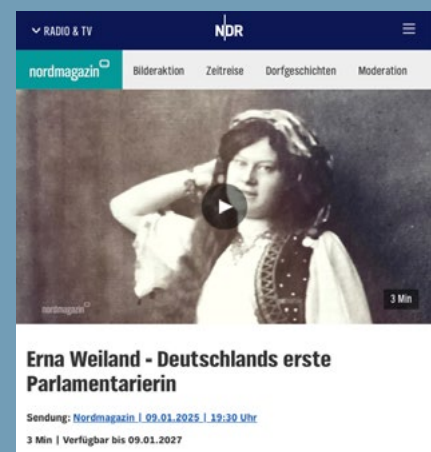 RADIO & TV
NDR
nordmagazin
Bilderaktion
Zeitreise
Dorfgeschichten
Moderation
nordmagazin
3 Min
Erna Weiland - Deutschlands erste
Parlamentarierin
Sendung: Nordmagazin | 09.01.2025 | 19:30 Uhr
3 Min | Verfügbar bis 09.01.2027